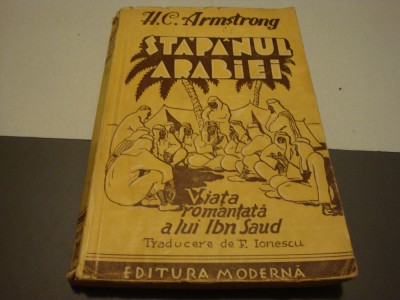 H.C. Armstrong
STĂPÂNUL
ARABIEI
Viața
romanțată
a lui Ibn Saud
Traducere de F. Ionescu
EDITURA MODERNĂ